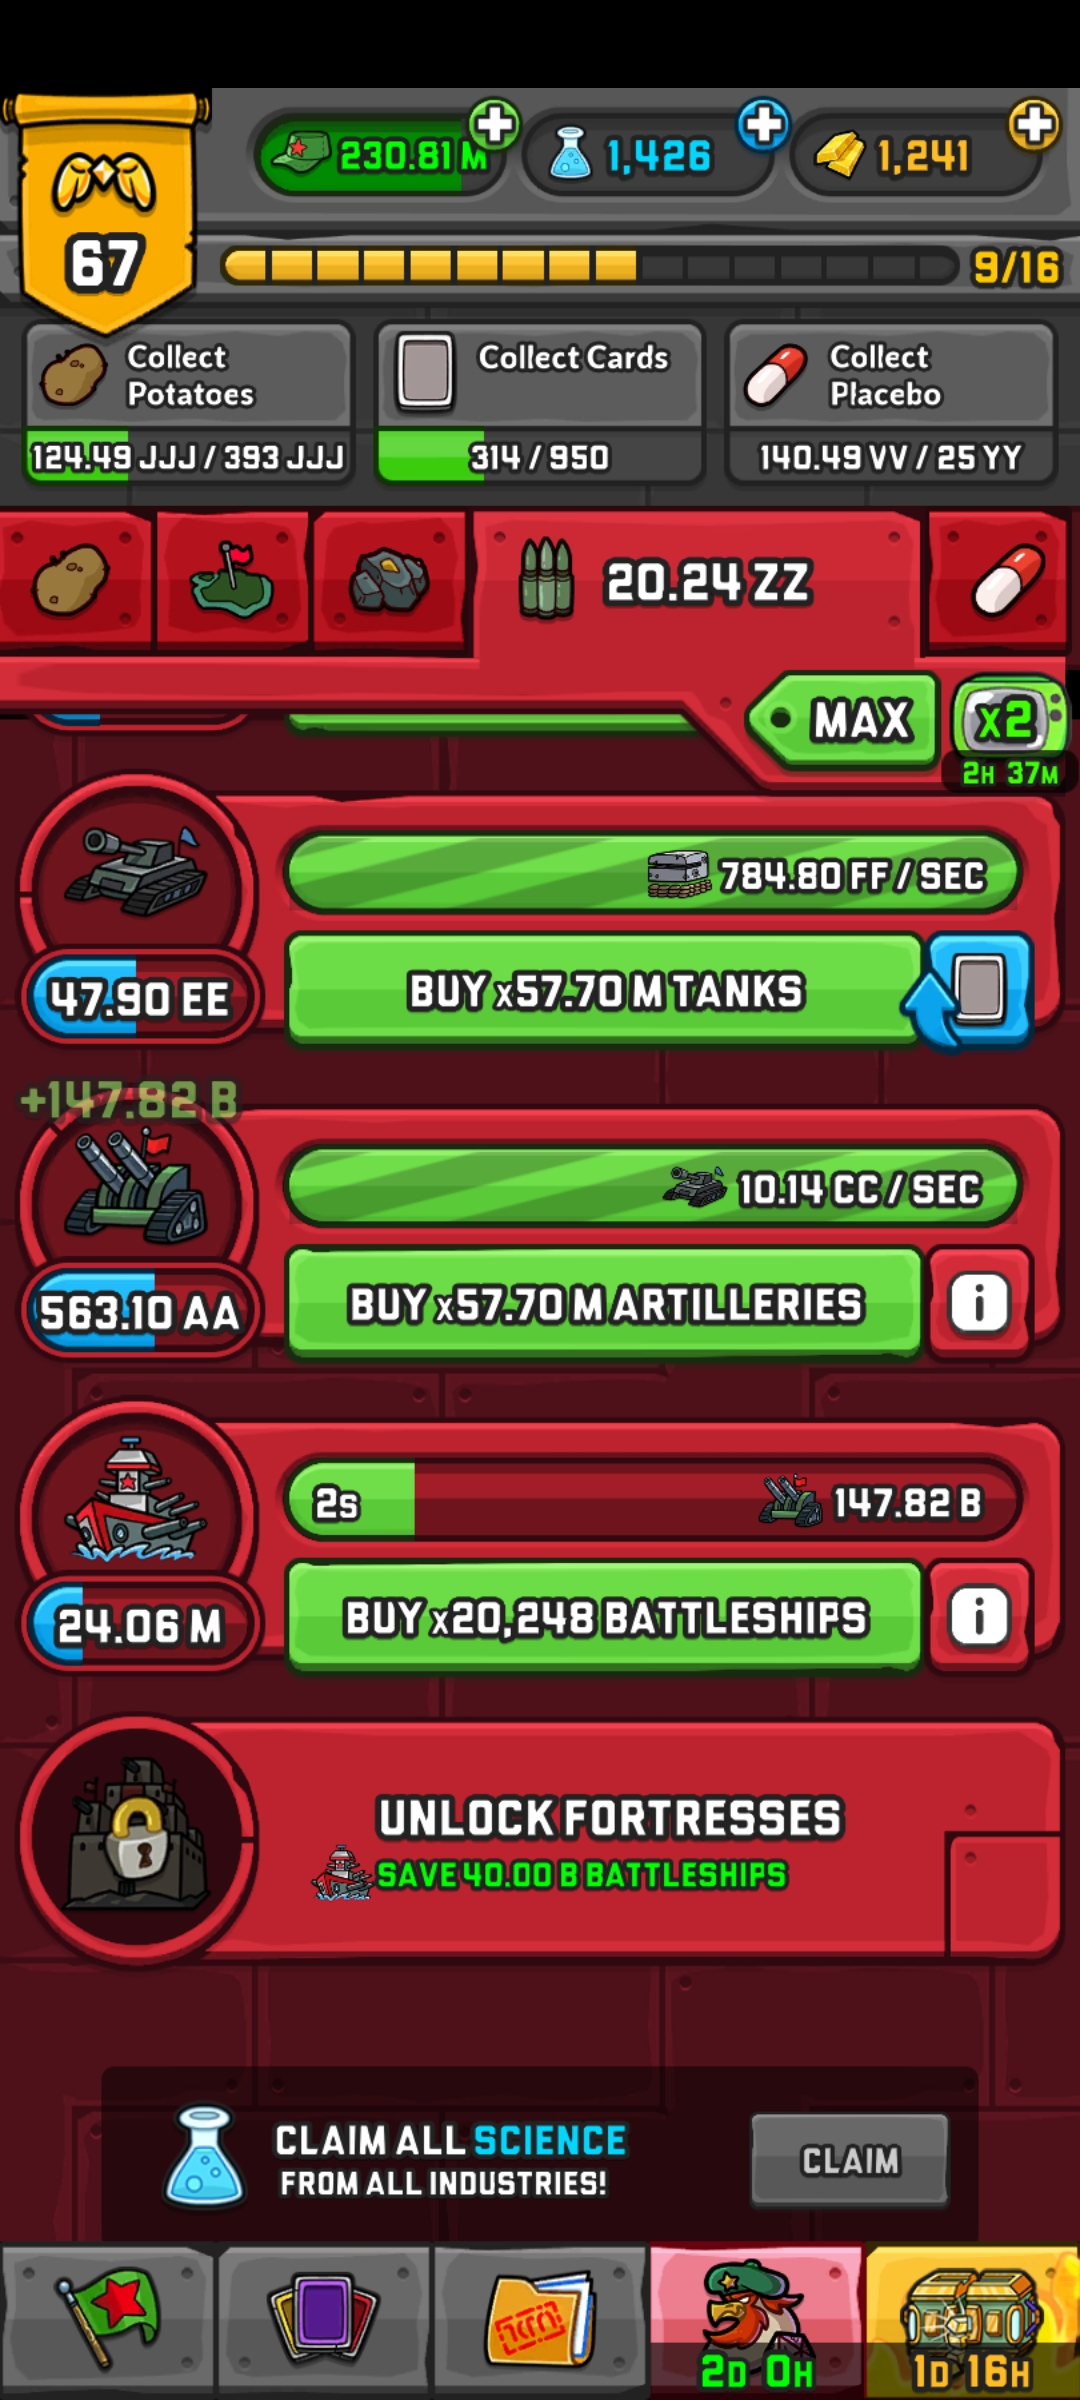 230.81 M
1,426
1,241
67
9/16
Collect Potatoes
124.49 JJJ / 393 JJJ
Collect Cards
314 / 950
Collect Placebo
140.49 VV / 25 YY
20.24 ZZ
MAX
x2
2H 37M
784.80 FF / SEC
47.90 EE
BUY x57.70 M TANKS
+147.82 B
10.14 CC / SEC
563.10 AA
BUY x57.70 M ARTILLERIES
i
2s
147.82 B
24.06 M
BUY x20,248 BATTLESHIPS
i
UNLOCK FORTRESSES
SAVE 40.00 B BATTLESHIPS
CLAIM ALL SCIENCE
FROM ALL INDUSTRIES!
CLAIM
2D 0H
1D 16H